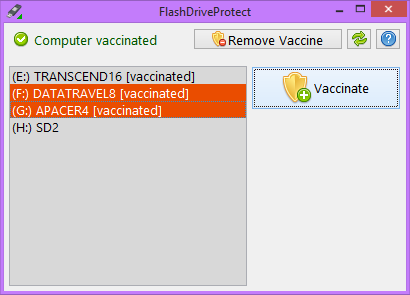 FlashDriveProtect
Computer vaccinated
Remove Vaccine
(E:) TRANSCEND16 [vaccinated]
(F:) DATATRAVEL8 [vaccinated]
(G:) APACER4 [vaccinated]
(H:) SD2
Vaccinate